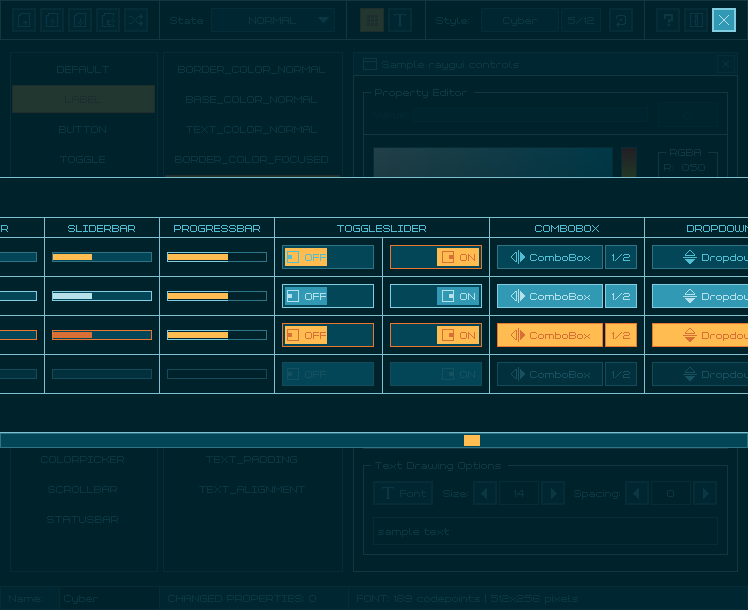 State: NORMAL Style: Cyber 5/12
Sample raygui controls
DEFAULT BORDER_COLOR_NORMAL
Property Editor
LABEL BASE_COLOR_NORMAL
BUTTON TEXT_COLOR_NORMAL
TOGGLE BORDER_COLOR_FOCUSED
RGBA
R: 050
R SLIDERBAR PROGRESSBAR TOGGLESLIDER COMBOBOX DROPDOWN
OFF ON ComboBox 1/2 Dropdou
OFF ON ComboBox 1/2 Dropdou
OFF ON ComboBox 1/2 Dropdou
OFF ON ComboBox 1/2 Dropdou
COLORPICKER TEXT_PADDING
Text Drawing Options
SCROLLBAR TEXT_ALIGNMENT
Font Size: 14 Spacing: 0
STATUSBAR
sample text
Name: Cyber CHANGED PROPERTIES: 0 FONT: 189 codepoints | 512x256 pixels